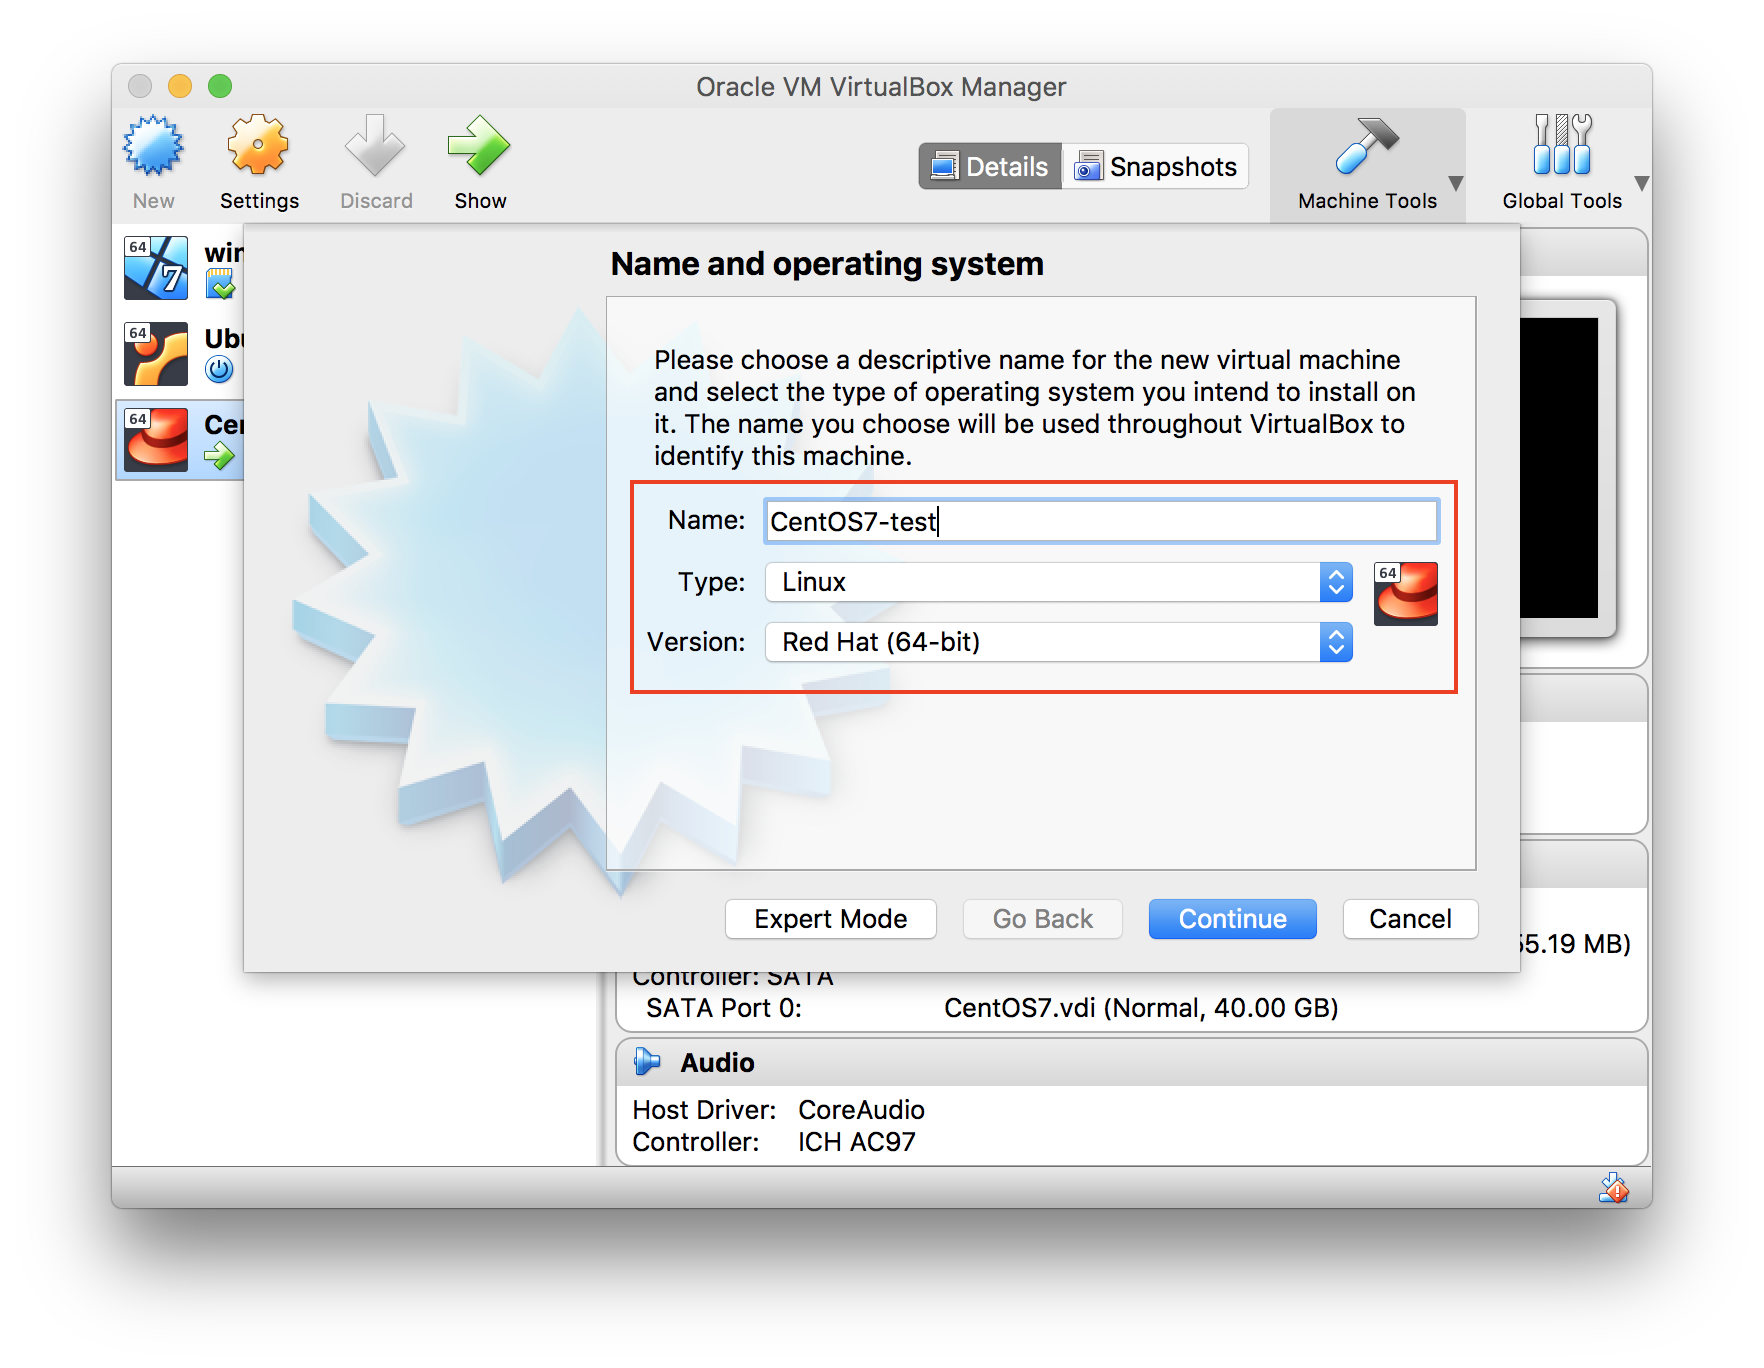 Oracle VM VirtualBox Manager
New
Settings
Discard
Show
Details
Snapshots
Machine Tools
Global Tools
64
7
64
64
Name and operating system
Please choose a descriptive name for the new virtual machine
and select the type of operating system you intend to install on
it. The name you choose will be used throughout VirtualBox to
identify this machine.
Name: CentOS7-test
Type: Linux
64
Version: Red Hat (64-bit)
Expert Mode
Go Back
Continue
Cancel
5.19 MB)
Controller: SATA
SATA Port 0: CentOS7.vdi (Normal, 40.00 GB)
Audio
Host Driver: CoreAudio
Controller: ICH AC97